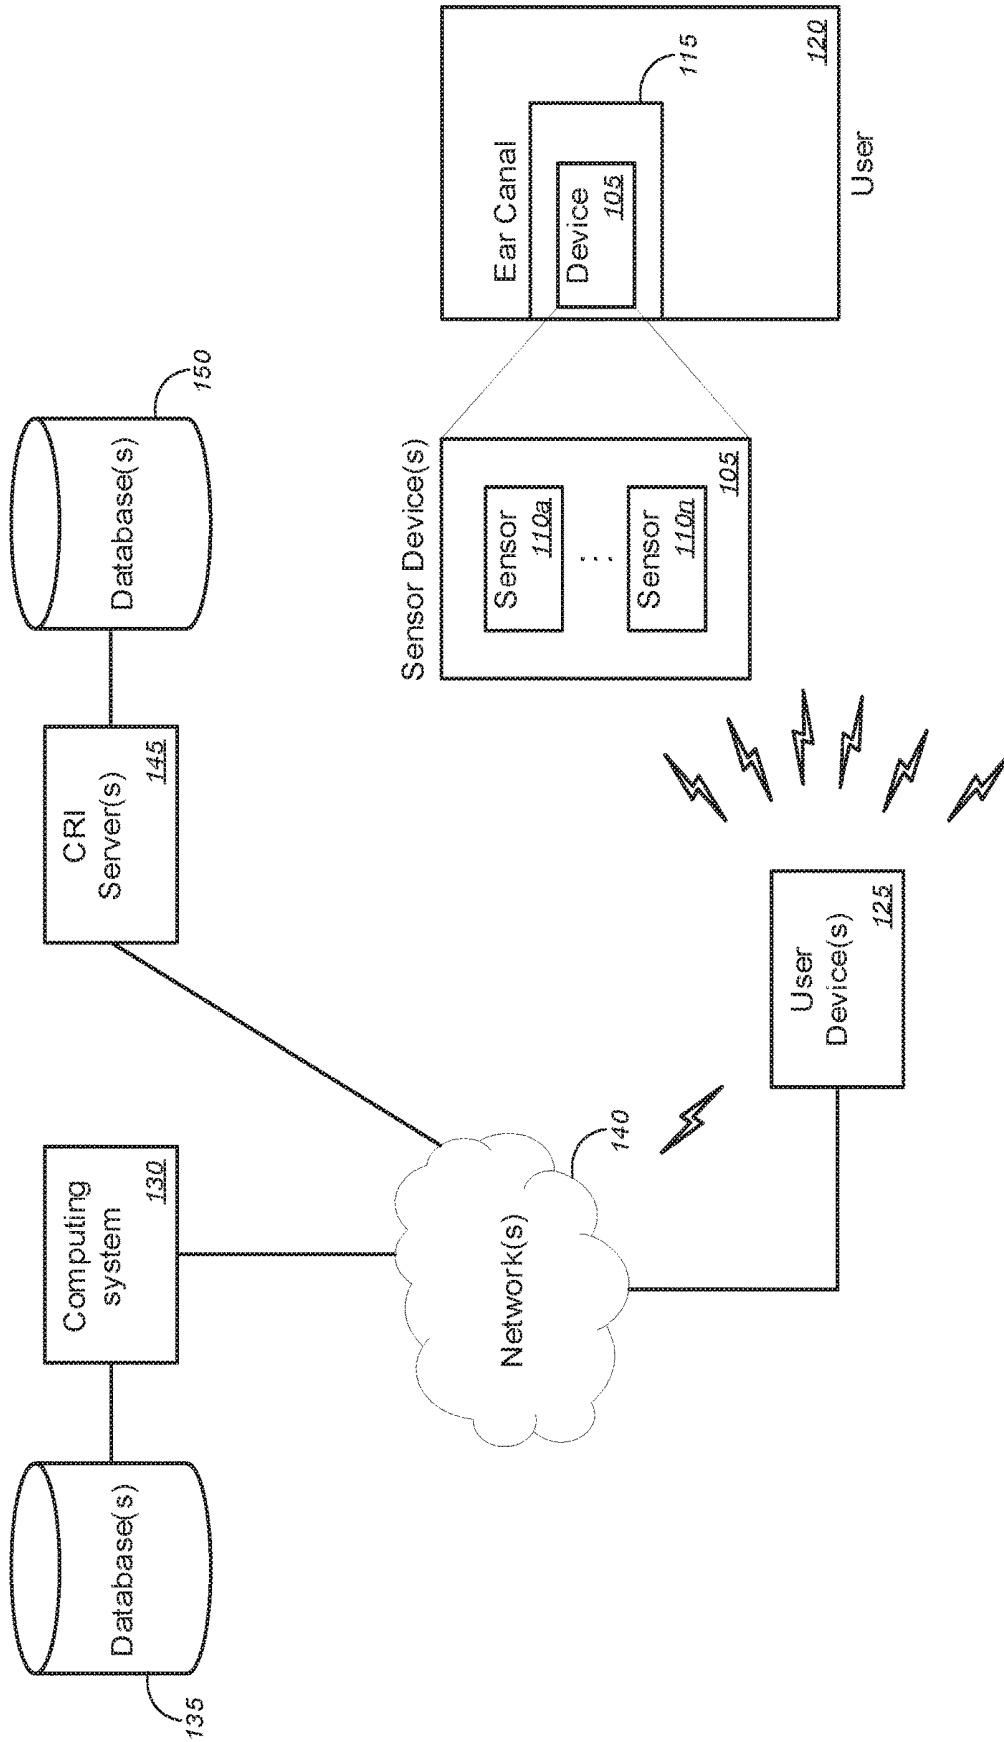 Database(s)
135
Computing
system
130
CRI
Server(s)
145
Database(s)
150
Network(s)
140
Sensor Device(s)
Sensor
110a
...
Sensor
110n
105
Ear Canal
Device
105
115
120
User
User
Device(s)
125